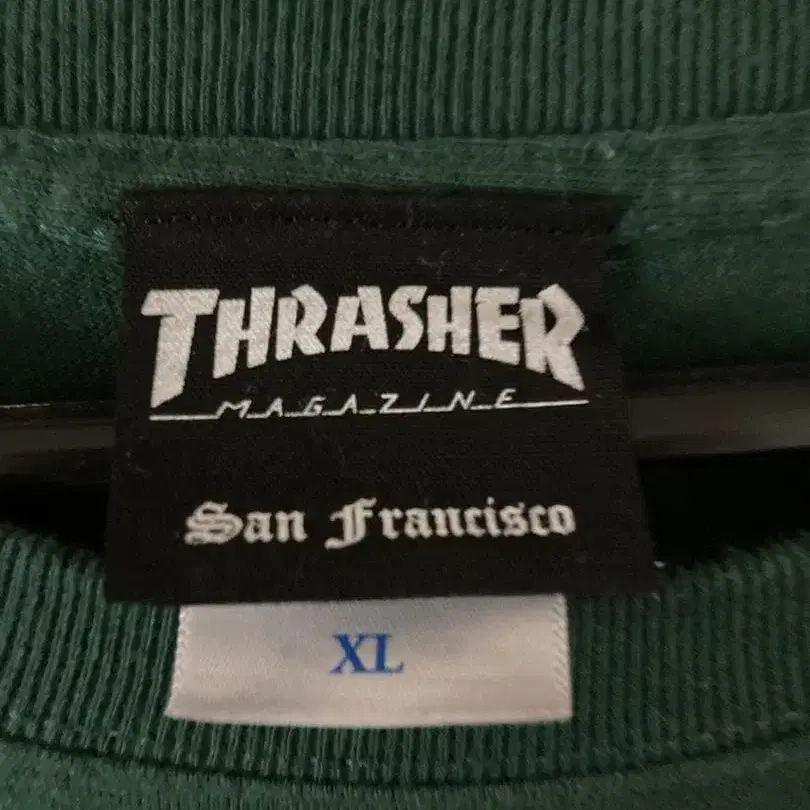 THRASHER
MAGAZINE
San Francisco
XL